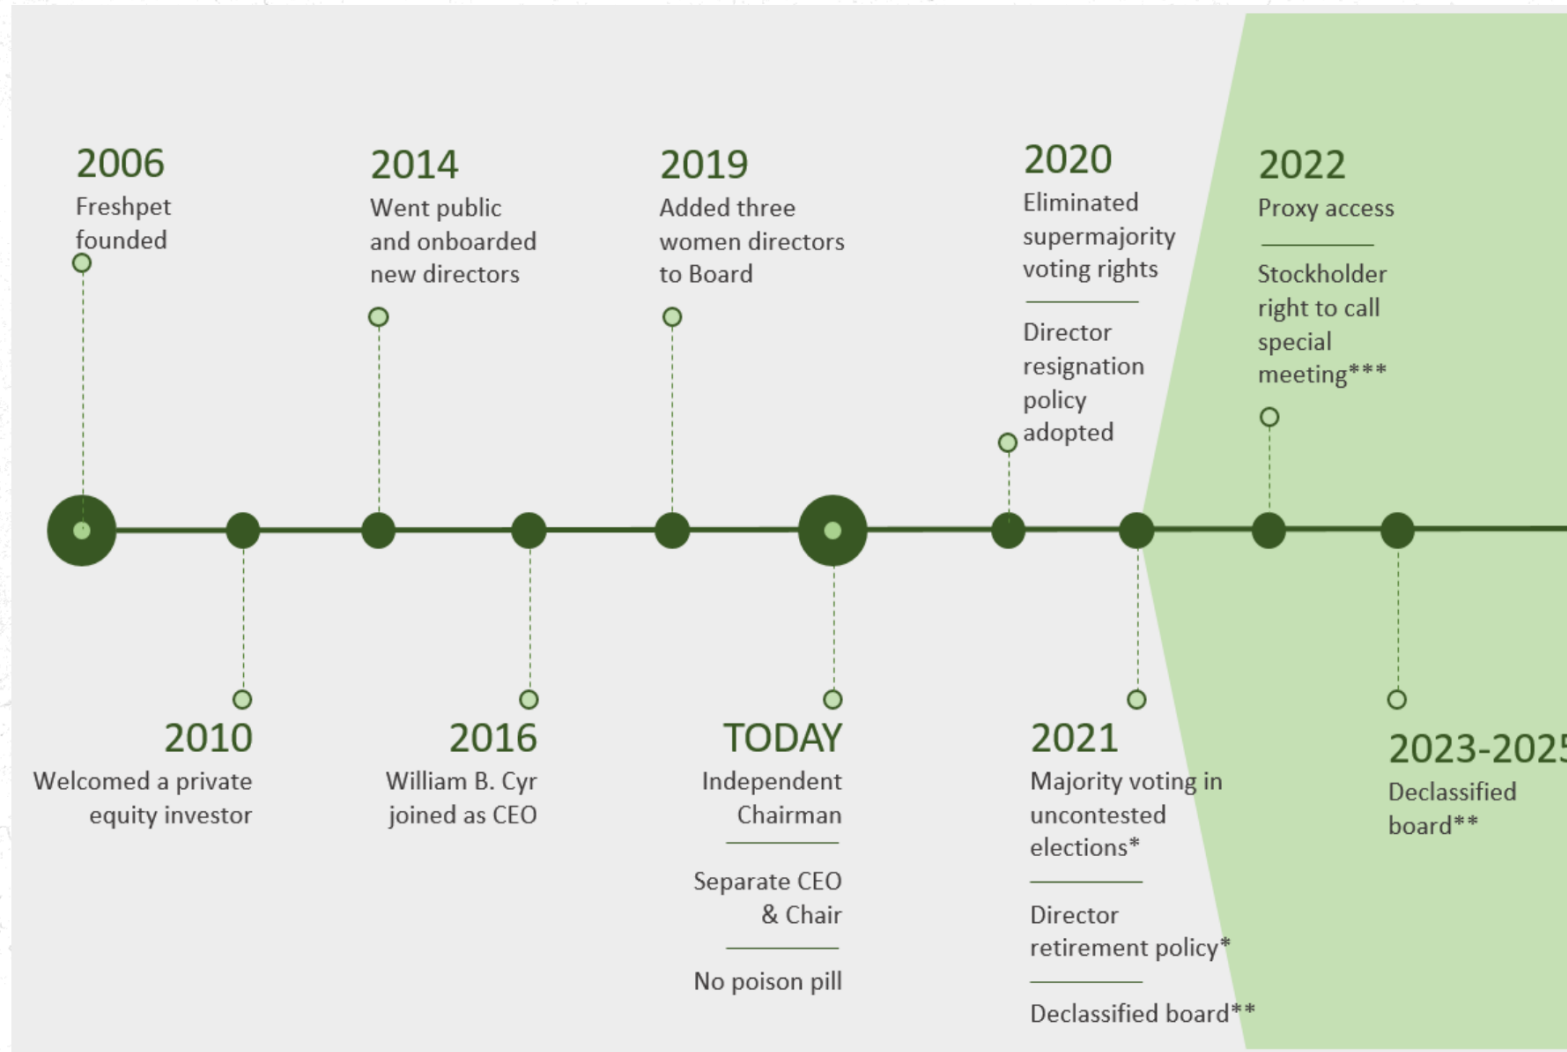 2006
Freshpet
founded
2014
Went public
and onboarded
new directors
2019
Added three
women directors
to Board
2020
Eliminated
supermajority
voting rights
Director
resignation
policy
adopted
2022
Proxy access
Stockholder
right to call
special
meeting***
2010
Welcomed a private
equity investor
2016
William B. Cyr
joined as CEO
TODAY
Independent
Chairman
Separate CEO
& Chair
No poison pill
2021
Majority voting in
uncontested
elections*
Director
retirement policy*
Declassified board**
2023-2025
Declassified
board**